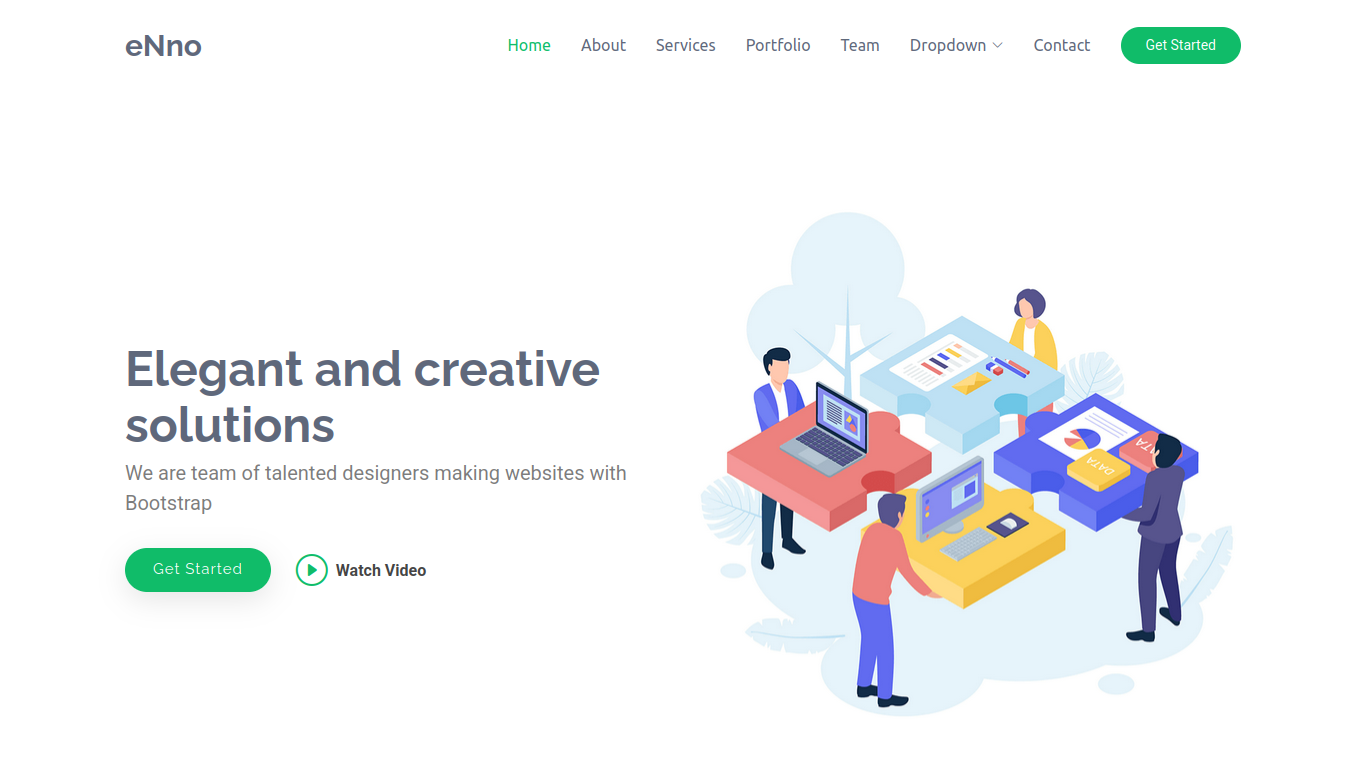 eNno
Home About Services Portfolio Team Dropdown Contact Get Started
Elegant and creative
solutions
We are team of talented designers making websites with
Bootstrap
Get Started Watch Video
DATA
DATA